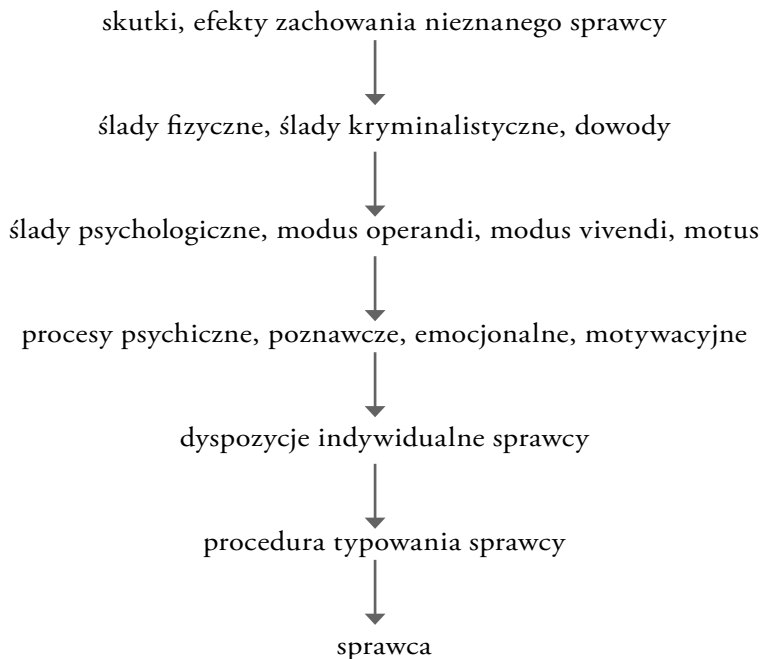 skutki, efekty zachowania nieznanego sprawcy
ślady fizyczne, ślady kryminalistyczne, dowody
ślady psychologiczne, modus operandi, modus vivendi, motus
procesy psychiczne, poznawcze, emocjonalne, motywacyjne
dyspozycje indywidualne sprawcy
procedura typowania sprawcy
sprawca